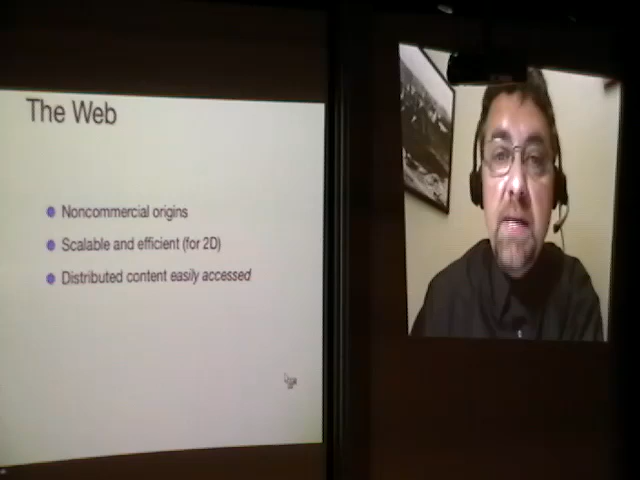 The Web
Noncommercial origins
Scalable and efficient (for 2D)
Distributed content easily accessed